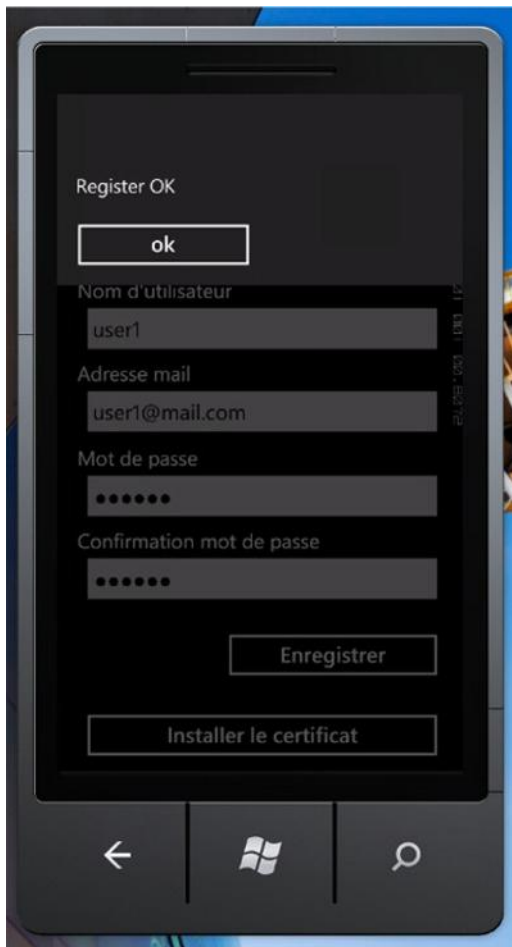 Register OK
ok
Nom d'utilisateur
user1
Adresse mail
user1@mail.com
Mot de passe
••••••
Confirmation mot de passe
••••••
Enregistrer
Installer le certificat